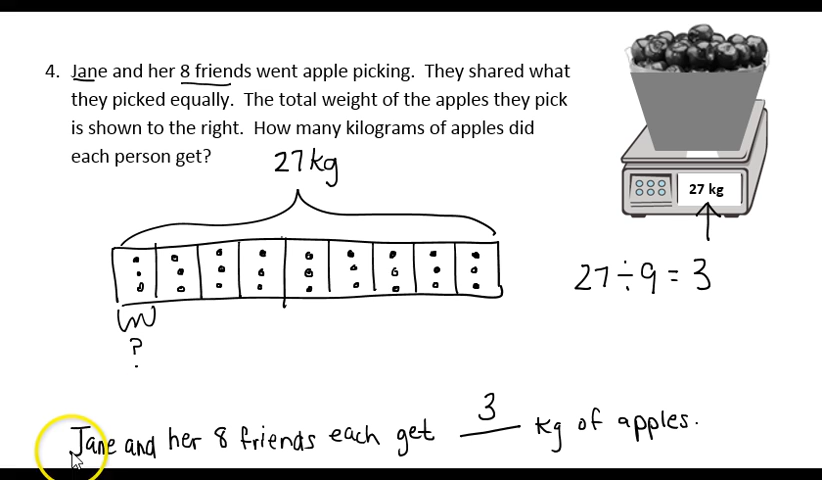 4. Jane and her 8 friends went apple picking. They shared what
they picked equally. The total weight of the apples they pick
is shown to the right. How many kilograms of apples did
each person get?
27kg
27 kg
27÷9=3
?
Jane and her 8 friends each get 3 kg of apples.